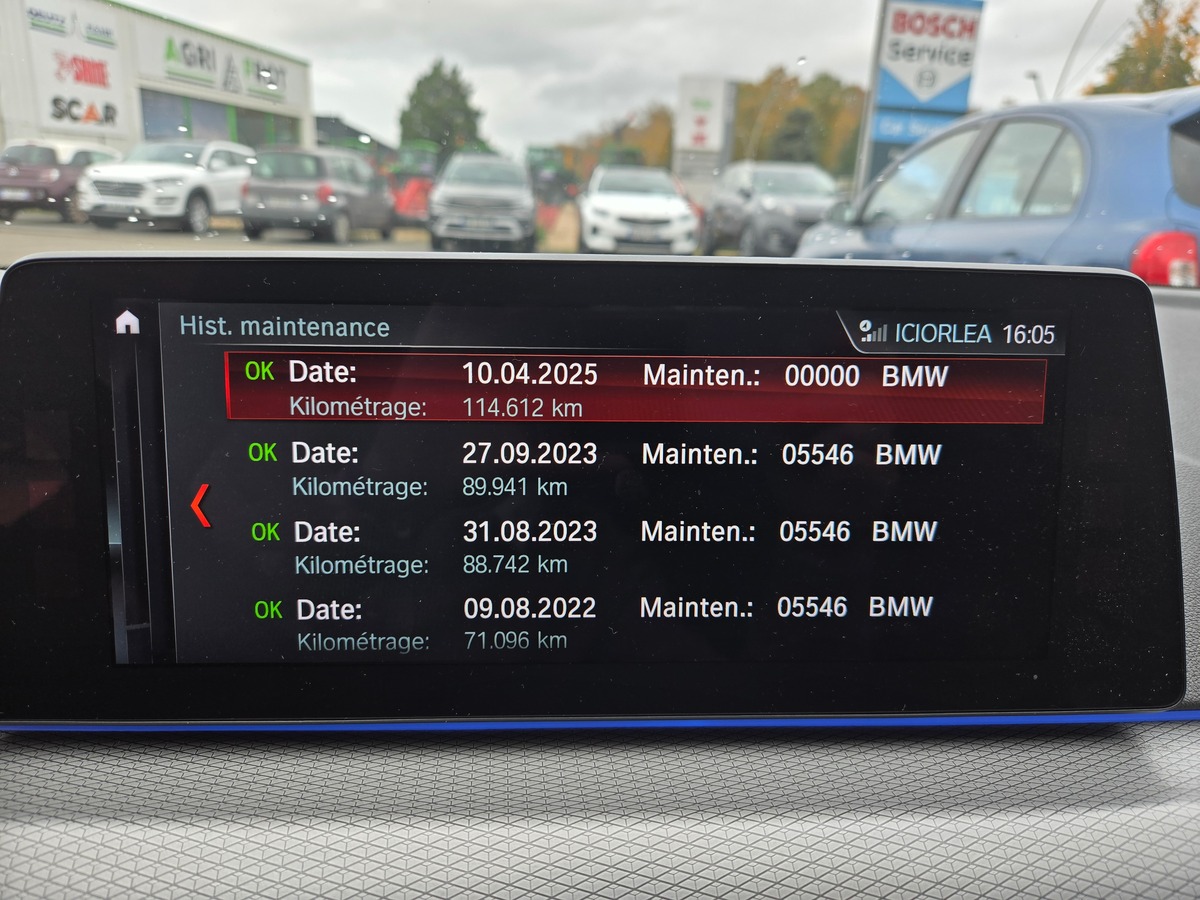 SCAR
AGRI
BOSCH
Service
Hist. maintenance
ICIORLEA 16:05
OK Date: 10.04.2025 Mainten.: 00000 BMW
Kilométrage: 114.612 km
OK Date: 27.09.2023 Mainten.: 05546 BMW
Kilométrage: 89.941 km
OK Date: 31.08.2023 Mainten.: 05546 BMW
Kilométrage: 88.742 km
OK Date: 09.08.2022 Mainten.: 05546 BMW
Kilométrage: 71.096 km